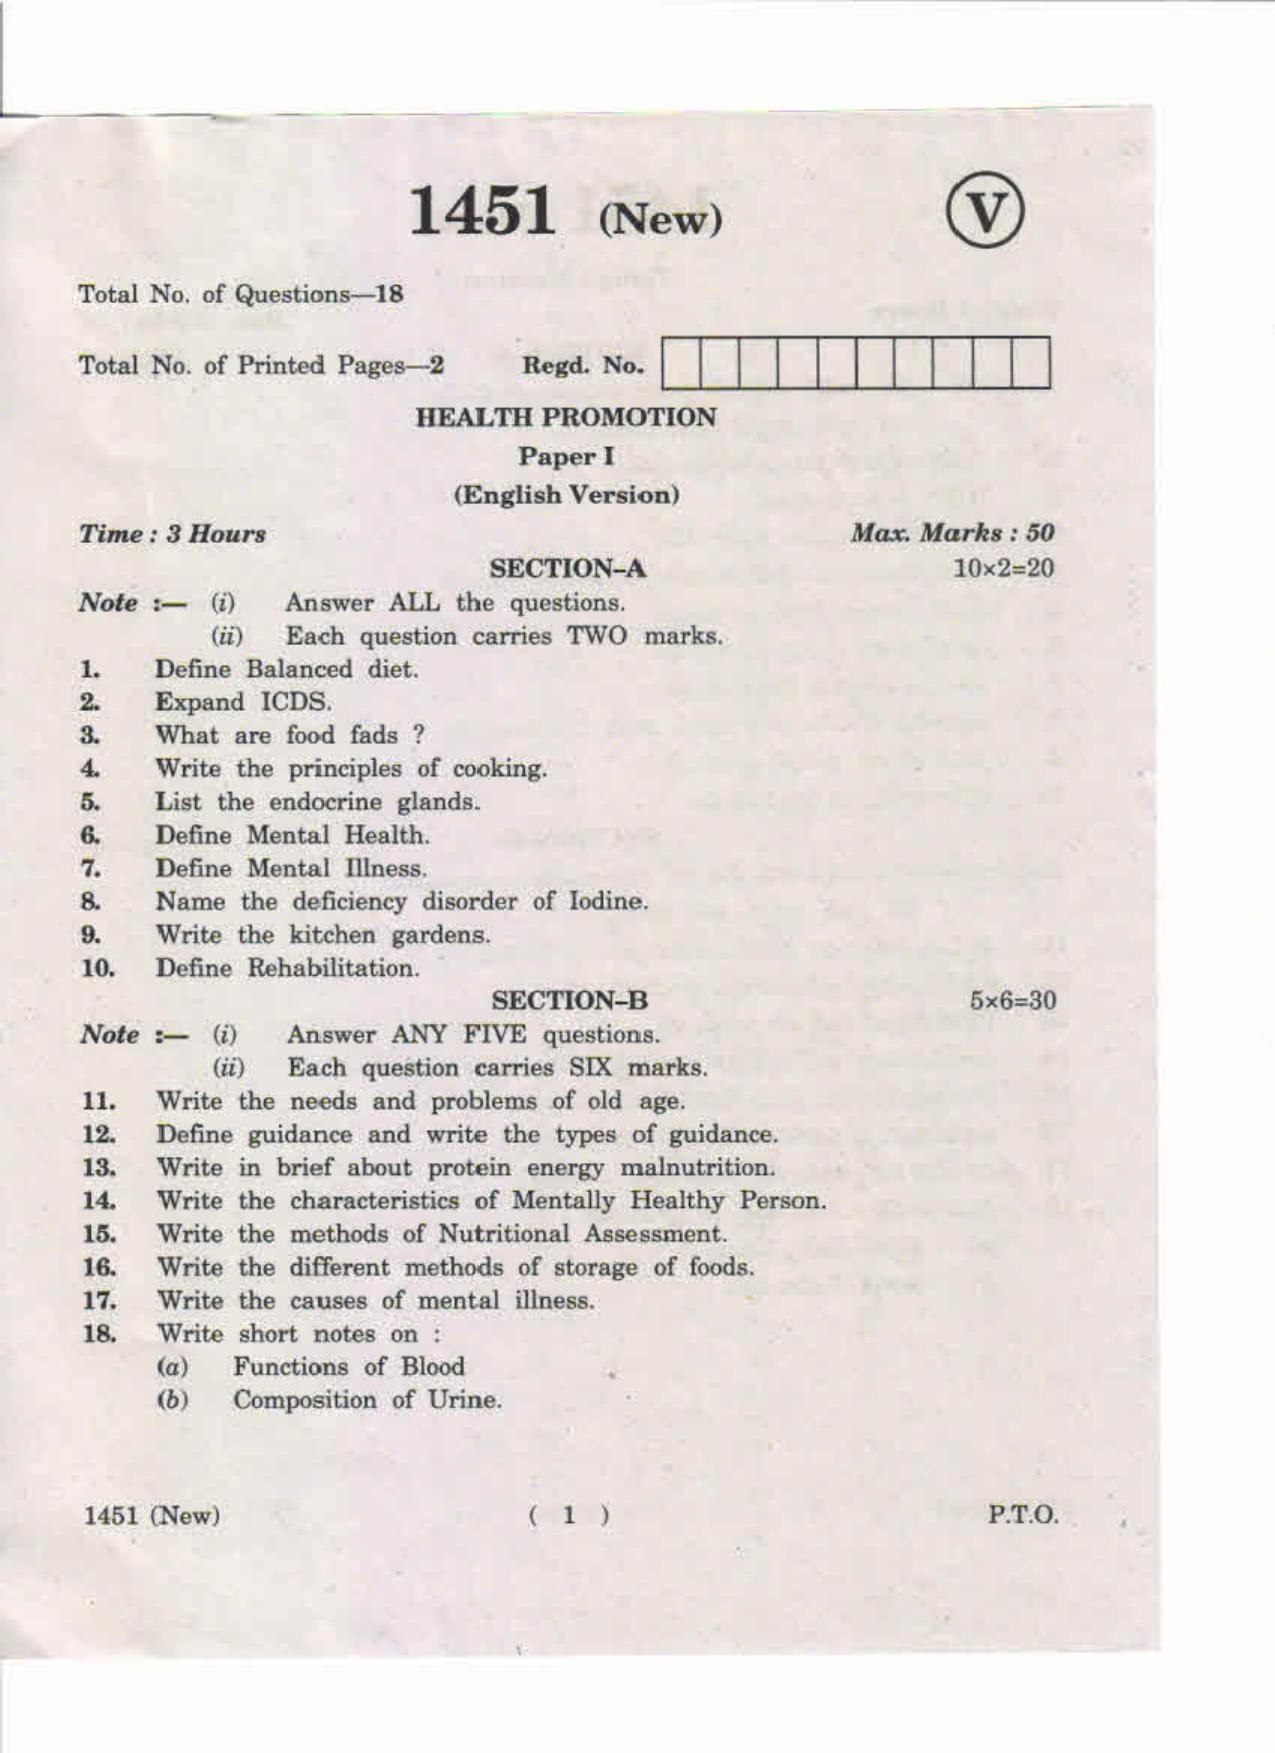 1451 (New) V
Total No. of Questions—18
Total No. of Printed Pages—2 Regd. No.
HEALTH PROMOTION
Paper I
(English Version)
Time : 3 Hours Max. Marks : 50
SECTION–A 10×2=20
Note :— (i) Answer ALL the questions.
(ii) Each question carries TWO marks.
1. Define Balanced diet.
2. Expand ICDS.
3. What are food fads ?
4. Write the principles of cooking.
5. List the endocrine glands.
6. Define Mental Health.
7. Define Mental Illness.
8. Name the deficiency disorder of Iodine.
9. Write the kitchen gardens.
10. Define Rehabilitation.
SECTION–B 5×6=30
Note :— (i) Answer ANY FIVE questions.
(ii) Each question carries SIX marks.
11. Write the needs and problems of old age.
12. Define guidance and write the types of guidance.
13. Write in brief about protein energy malnutrition.
14. Write the characteristics of Mentally Healthy Person.
15. Write the methods of Nutritional Assessment.
16. Write the different methods of storage of foods.
17. Write the causes of mental illness.
18. Write short notes on :
(a) Functions of Blood
(b) Composition of Urine.
1451 (New) ( 1 ) P.T.O.